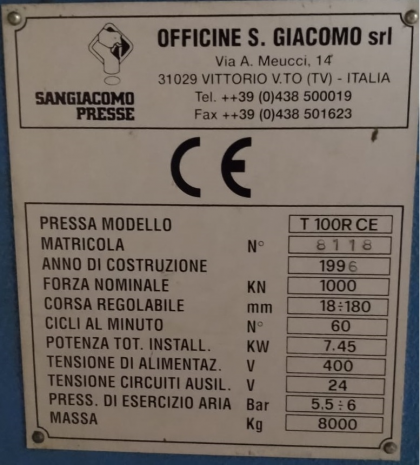 OFFICINE S. GIACOMO srl
Via A. Meucci, 14
31029 VITTORIO V.TO (TV) - ITALIA
SANGIACOMO
PRESSE
Tel. ++39 (0)438 500019
Fax ++39 (0)438 501623
CE
PRESSA MODELLO T 100R CE
MATRICOLA N° 8118
ANNO DI COSTRUZIONE 1996
FORZA NOMINALE KN 1000
CORSA REGOLABILE mm 18÷180
CICLI AL MINUTO N° 60
POTENZA TOT. INSTALL. KW 7.45
TENSIONE DI ALIMENTAZ. V 400
TENSIONE CIRCUITI AUSIL. V 24
PRESS. DI ESERCIZIO ARIA Bar 5.5÷6
MASSA Kg 8000